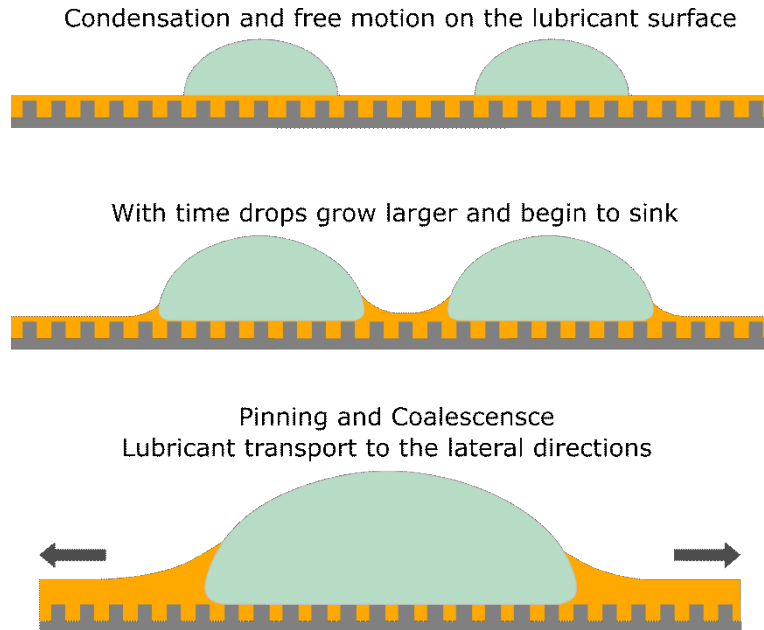 Condensation and free motion on the lubricant surface
With time drops grow larger and begin to sink
Pinning and Coalescensce
Lubricant transport to the lateral directions